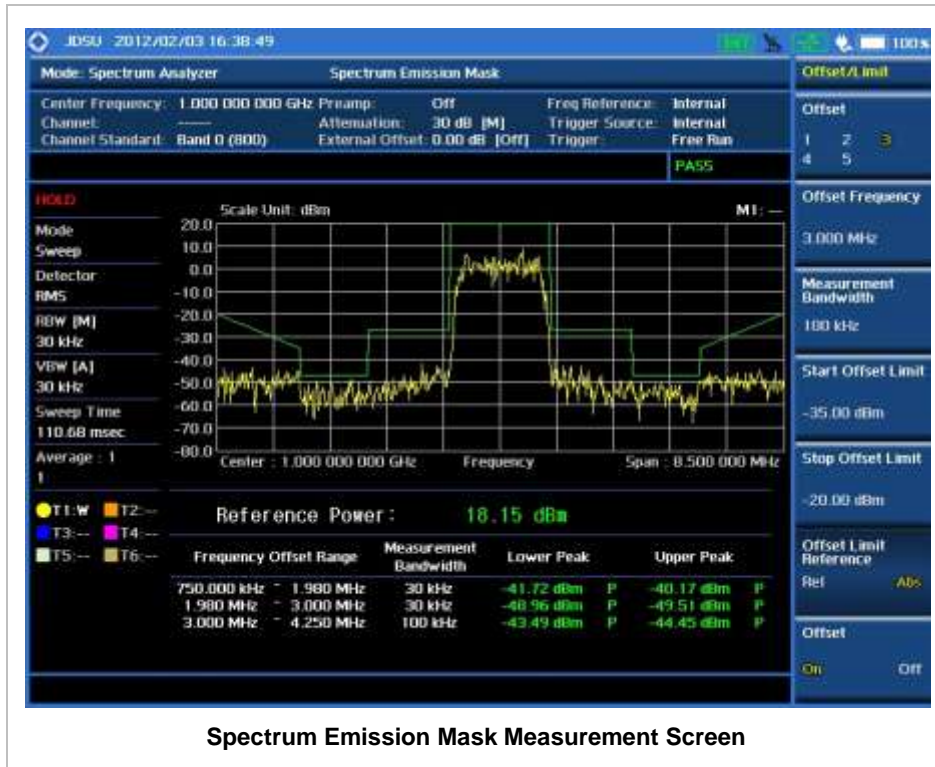 JDSU 2012/02/03 16:38:49
100%
Mode: Spectrum Analyzer Spectrum Emission Mask
Offset/Limit
Center Frequency: 1.000 000 000 GHz Preamp: Off Freq Reference: Internal
Channel: ----- Attenuation: 30 dB [M] Trigger Source: Internal
Channel Standard: Band 0 (800) External Offset: 0.00 dB [Off] Trigger: Free Run
PASS
Offset
1 2 3
4 5
HOLD
Scale Unit: dBm M1: --
Mode
Sweep
Detector
RMS
RBW [M]
30 kHz
VBW [A]
30 kHz
Sweep Time
110.68 msec
Average : 1
1
T1:W T2:--
T3:-- T4:--
T5:-- T6:--
20.0
10.0
0.0
-10.0
-20.0
-30.0
-40.0
-50.0
-60.0
-70.0
-80.0
Center : 1.000 000 000 GHz Frequency Span : 8.500 000 MHz
Reference Power: 18.15 dBm
Frequency Offset Range Measurement Bandwidth Lower Peak Upper Peak
750.000 kHz ~ 1.980 MHz 30 kHz -41.72 dBm P -40.17 dBm P
1.980 MHz ~ 3.000 MHz 30 kHz -48.96 dBm P -49.51 dBm P
3.000 MHz ~ 4.250 MHz 100 kHz -43.49 dBm P -44.45 dBm P
Offset Frequency
3.000 MHz
Measurement
Bandwidth
100 kHz
Start Offset Limit
-35.00 dBm
Stop Offset Limit
-20.00 dBm
Offset Limit
Reference
Rel Abs
Offset
On Off
Spectrum Emission Mask Measurement Screen